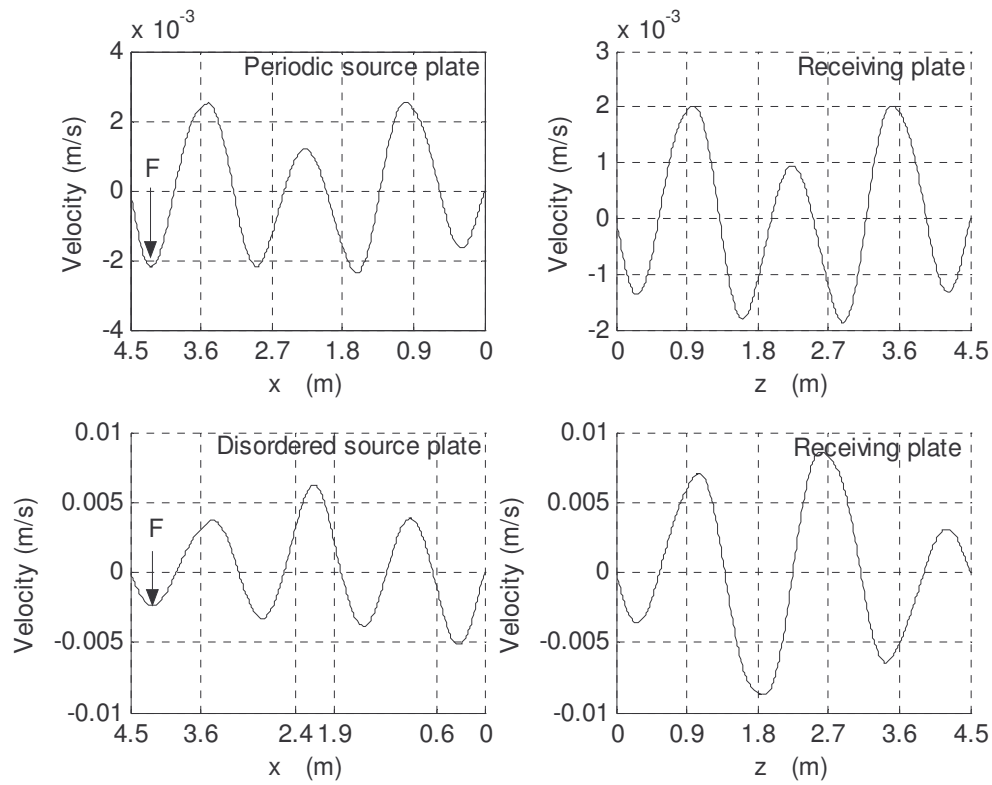 x 10-3
Periodic source plate
Velocity (m/s)
4
2
0
-2
-4
F
4.5 3.6 2.7 1.8 0.9 0
x (m)
x 10-3
Receiving plate
Velocity (m/s)
3
2
1
0
-1
-2
0 0.9 1.8 2.7 3.6 4.5
z (m)
Disordered source plate
Velocity (m/s)
0.01
0.005
0
-0.005
-0.01
F
4.5 3.6 2.4 1.9 0.6 0
x (m)
Receiving plate
Velocity (m/s)
0.01
0.005
0
-0.005
-0.01
0 0.9 1.8 2.7 3.6 4.5
z (m)